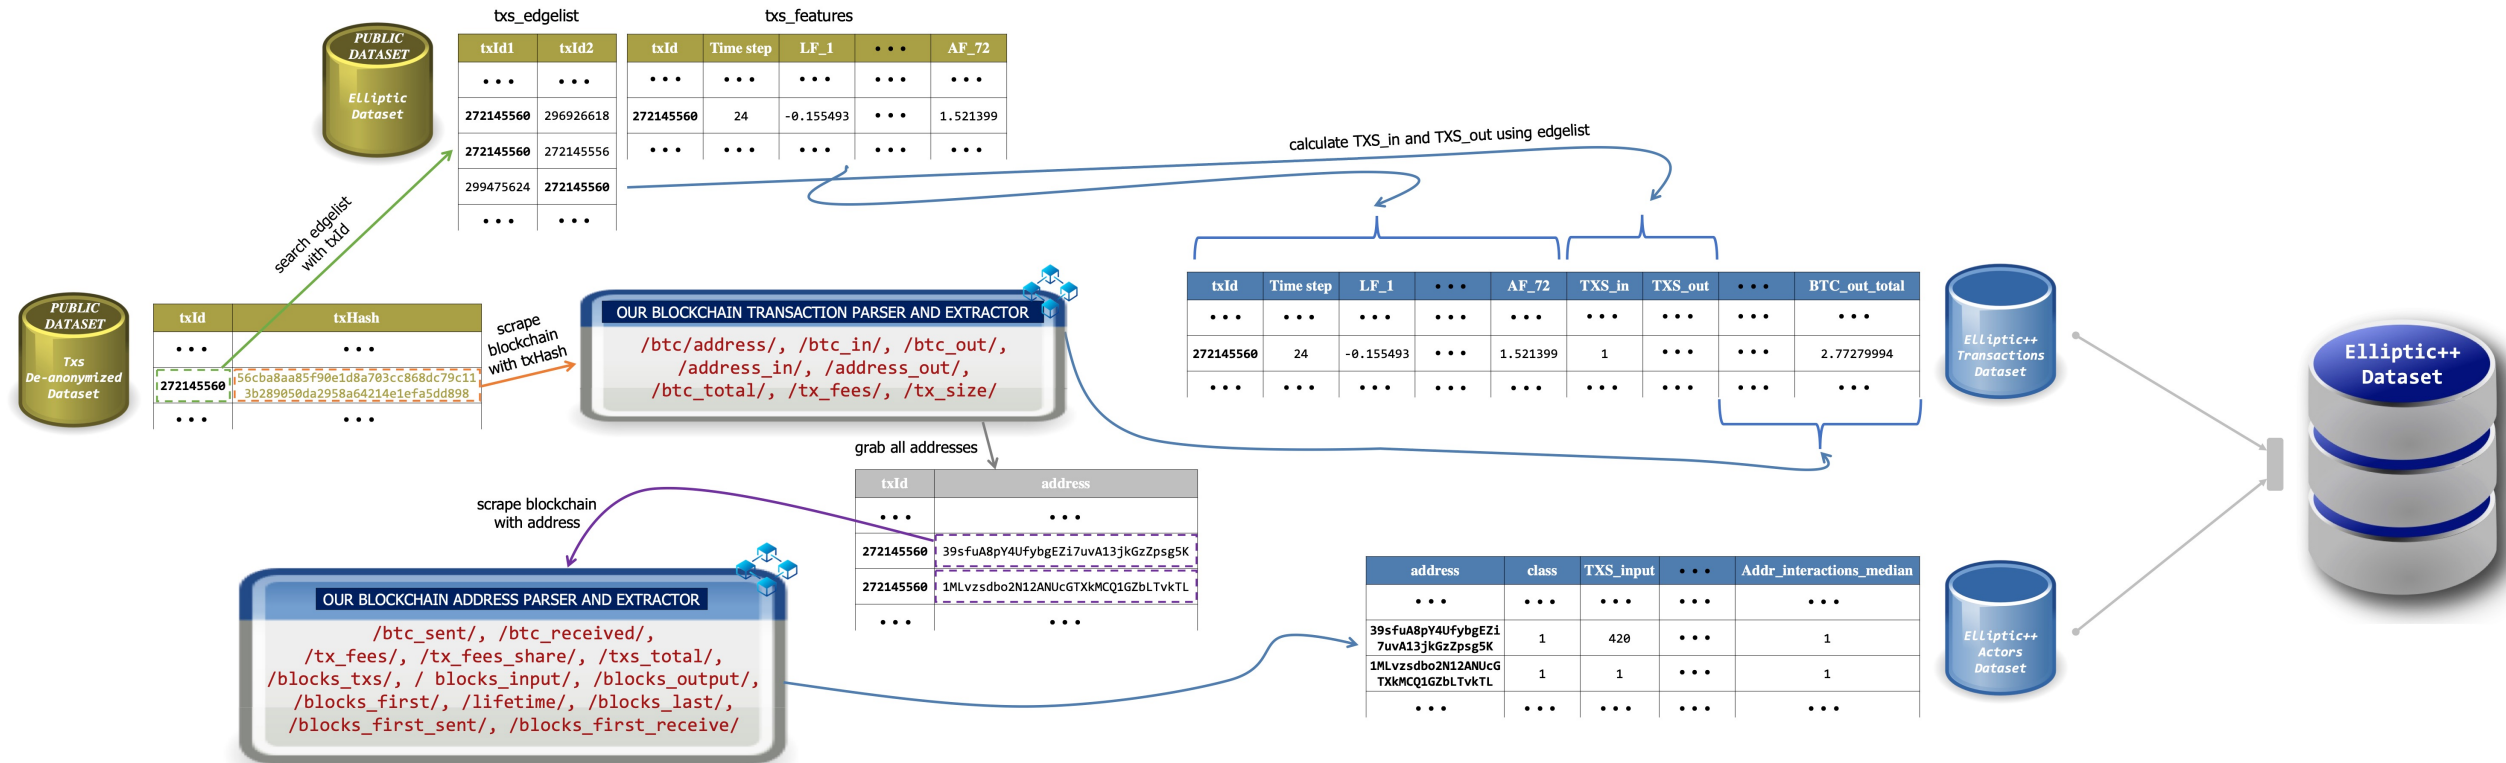 txs_edgelist
txs_features
PUBLIC
DATASET
Elliptic
Dataset
txId1 txId2
••• •••
272145560 296926618
272145560 272145556
299475624 272145560
••• •••
txId Time step LF_1 ••• AF_72
••• ••• ••• ••• •••
272145560 24 -0.155493 ••• 1.521399
••• ••• ••• ••• •••
calculate TXS_in and TXS_out using edgelist
search edgelist
with txId
PUBLIC
DATASET
Txs
De-anonymized
Dataset
txId txHash
••• •••
272145560 56cba8aa85f90e1d8a703cc868dc79c11
3b289050da2958a64214e1efa5dd898
••• •••
scrape
blockchain
with txHash
OUR BLOCKCHAIN TRANSACTION PARSER AND EXTRACTOR
/btc/address/, /btc_in/, /btc_out/,
/address_in/, /address_out/,
/btc_total/, /tx_fees/, /tx_size/
txId Time step LF_1 ••• AF_72 TXS_in TXS_out ••• BTC_out_total
••• ••• ••• ••• ••• ••• ••• ••• •••
272145560 24 -0.155493 ••• 1.521399 1 ••• ••• 2.77279994
••• ••• ••• ••• ••• ••• ••• ••• •••
Elliptic++
Transactions
Dataset
Elliptic++
Dataset
grab all addresses
txId address
••• •••
272145560 39sfuA8pY4UfybgEZi7uvA13jkGzZpsg5K
272145560 1MLvzsdbo2N12ANUcGTXkMCQ1GZbLTvkTL
••• •••
scrape blockchain
with address
OUR BLOCKCHAIN ADDRESS PARSER AND EXTRACTOR
/btc_sent/, /btc_received/,
/tx_fees/, /tx_fees_share/, /txs_total/,
/blocks_txs/, / blocks_input/, /blocks_output/,
/blocks_first/, /lifetime/, /blocks_last/,
/blocks_first_sent/, /blocks_first_receive/
address class TXS_input ••• Addr_interactions_median
••• ••• ••• ••• •••
39sfuA8pY4UfybgEZi
7uvA13jkGzZpsg5K 1 420 ••• 1
1MLvzsdbo2N12ANUcG
TXkMCQ1GZbLTvkTL 1 1 ••• 1
••• ••• ••• ••• •••
Elliptic++
Actors
Dataset